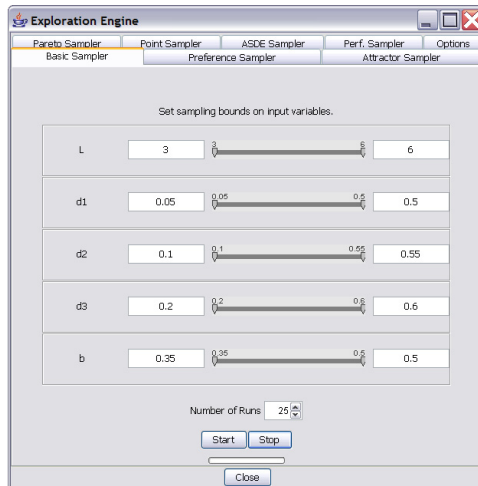 Exploration Engine
Pareto Sampler Point Sampler ASDE Sampler Perf. Sampler Options
Basic Sampler Preference Sampler Attractor Sampler
Set sampling bounds on input variables.
L 3 3 6 6
d1 0.05 0.05 0.5 0.5
d2 0.1 0.1 0.55 0.55
d3 0.2 0.2 0.6 0.6
b 0.35 0.35 0.5 0.5
Number of Runs 25
Start Stop
Close